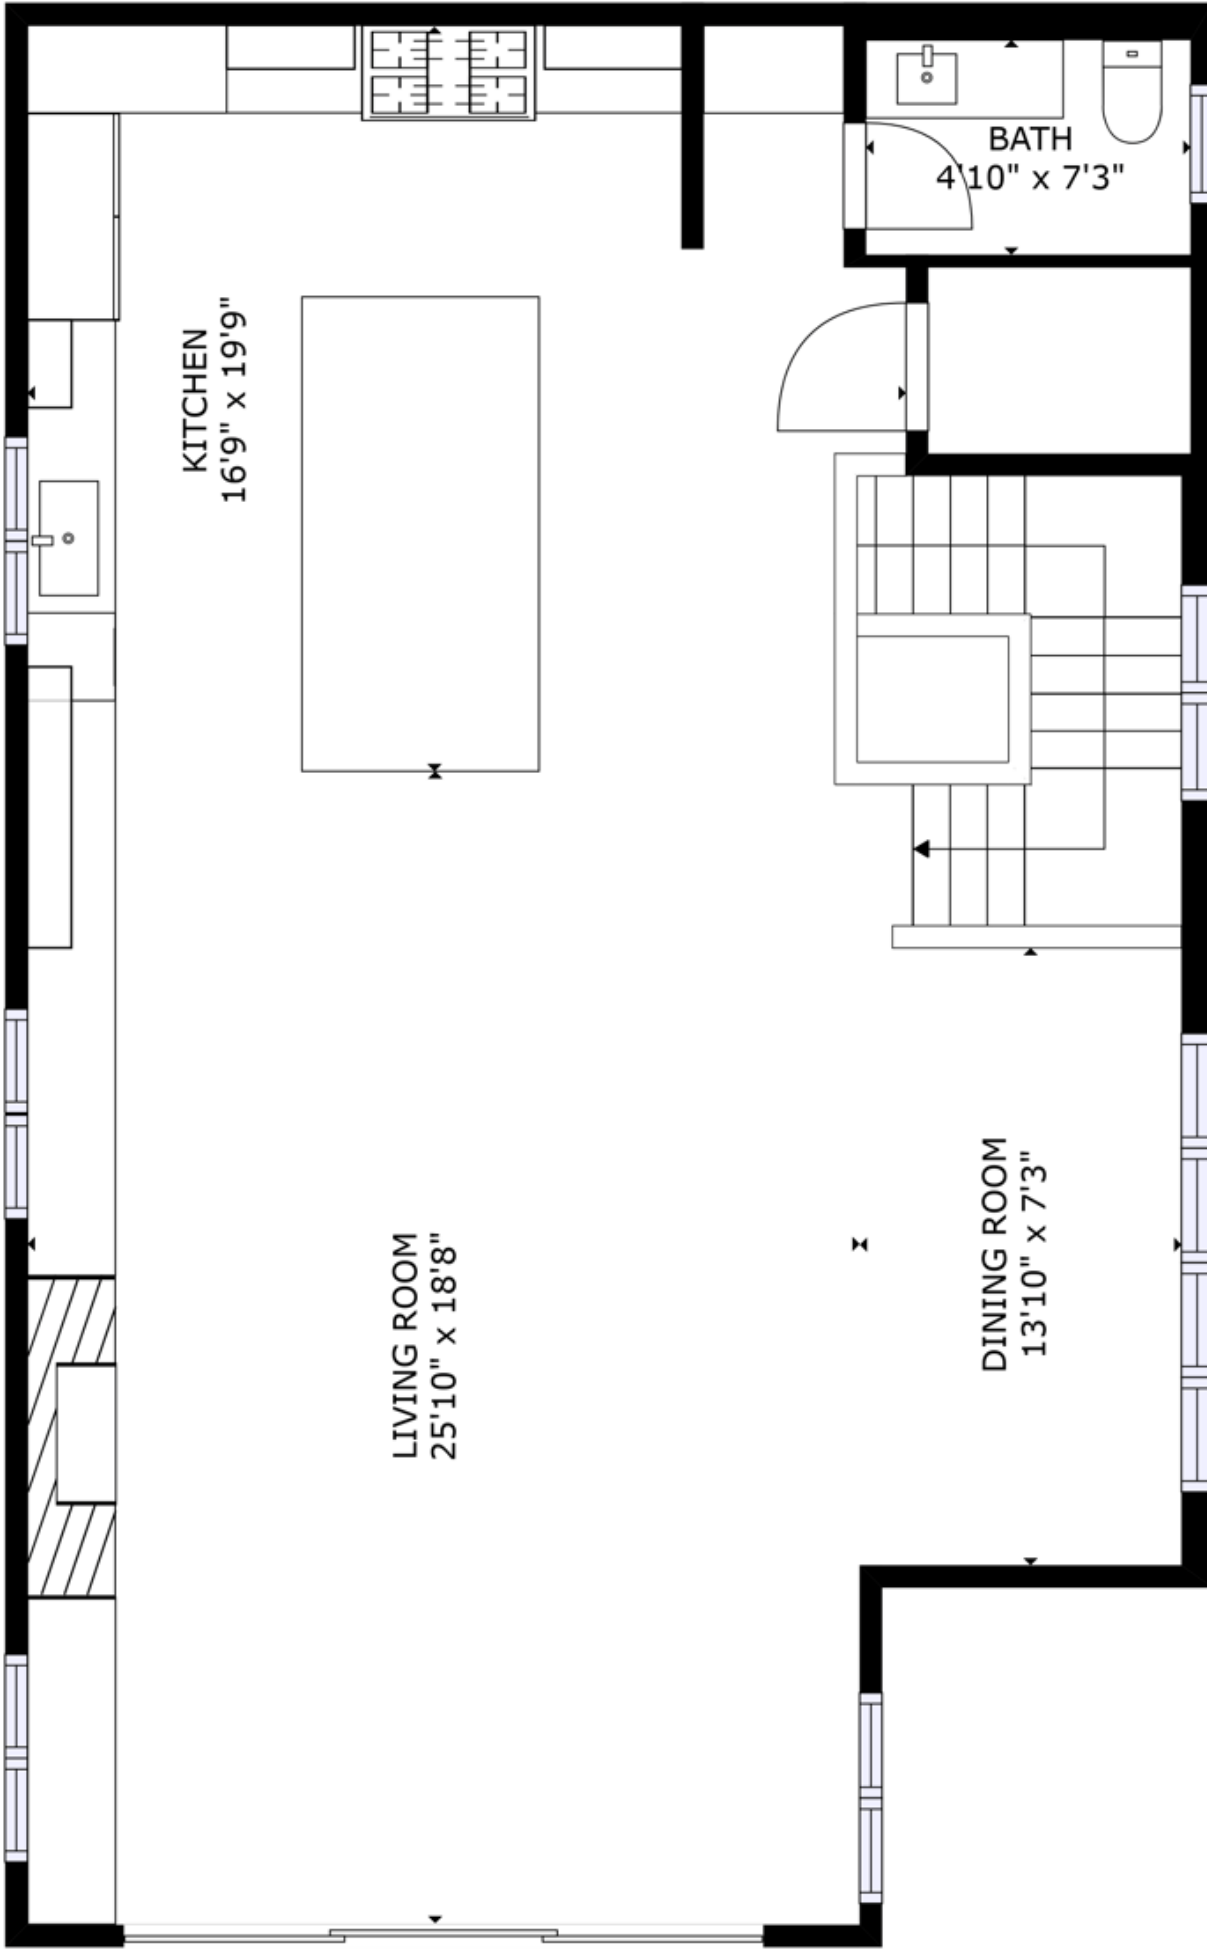 BATH
4'10" x 7'3"
KITCHEN
16'9" x 19'9"
LIVING ROOM
25'10" x 18'8"
DINING ROOM
13'10" x 7'3"